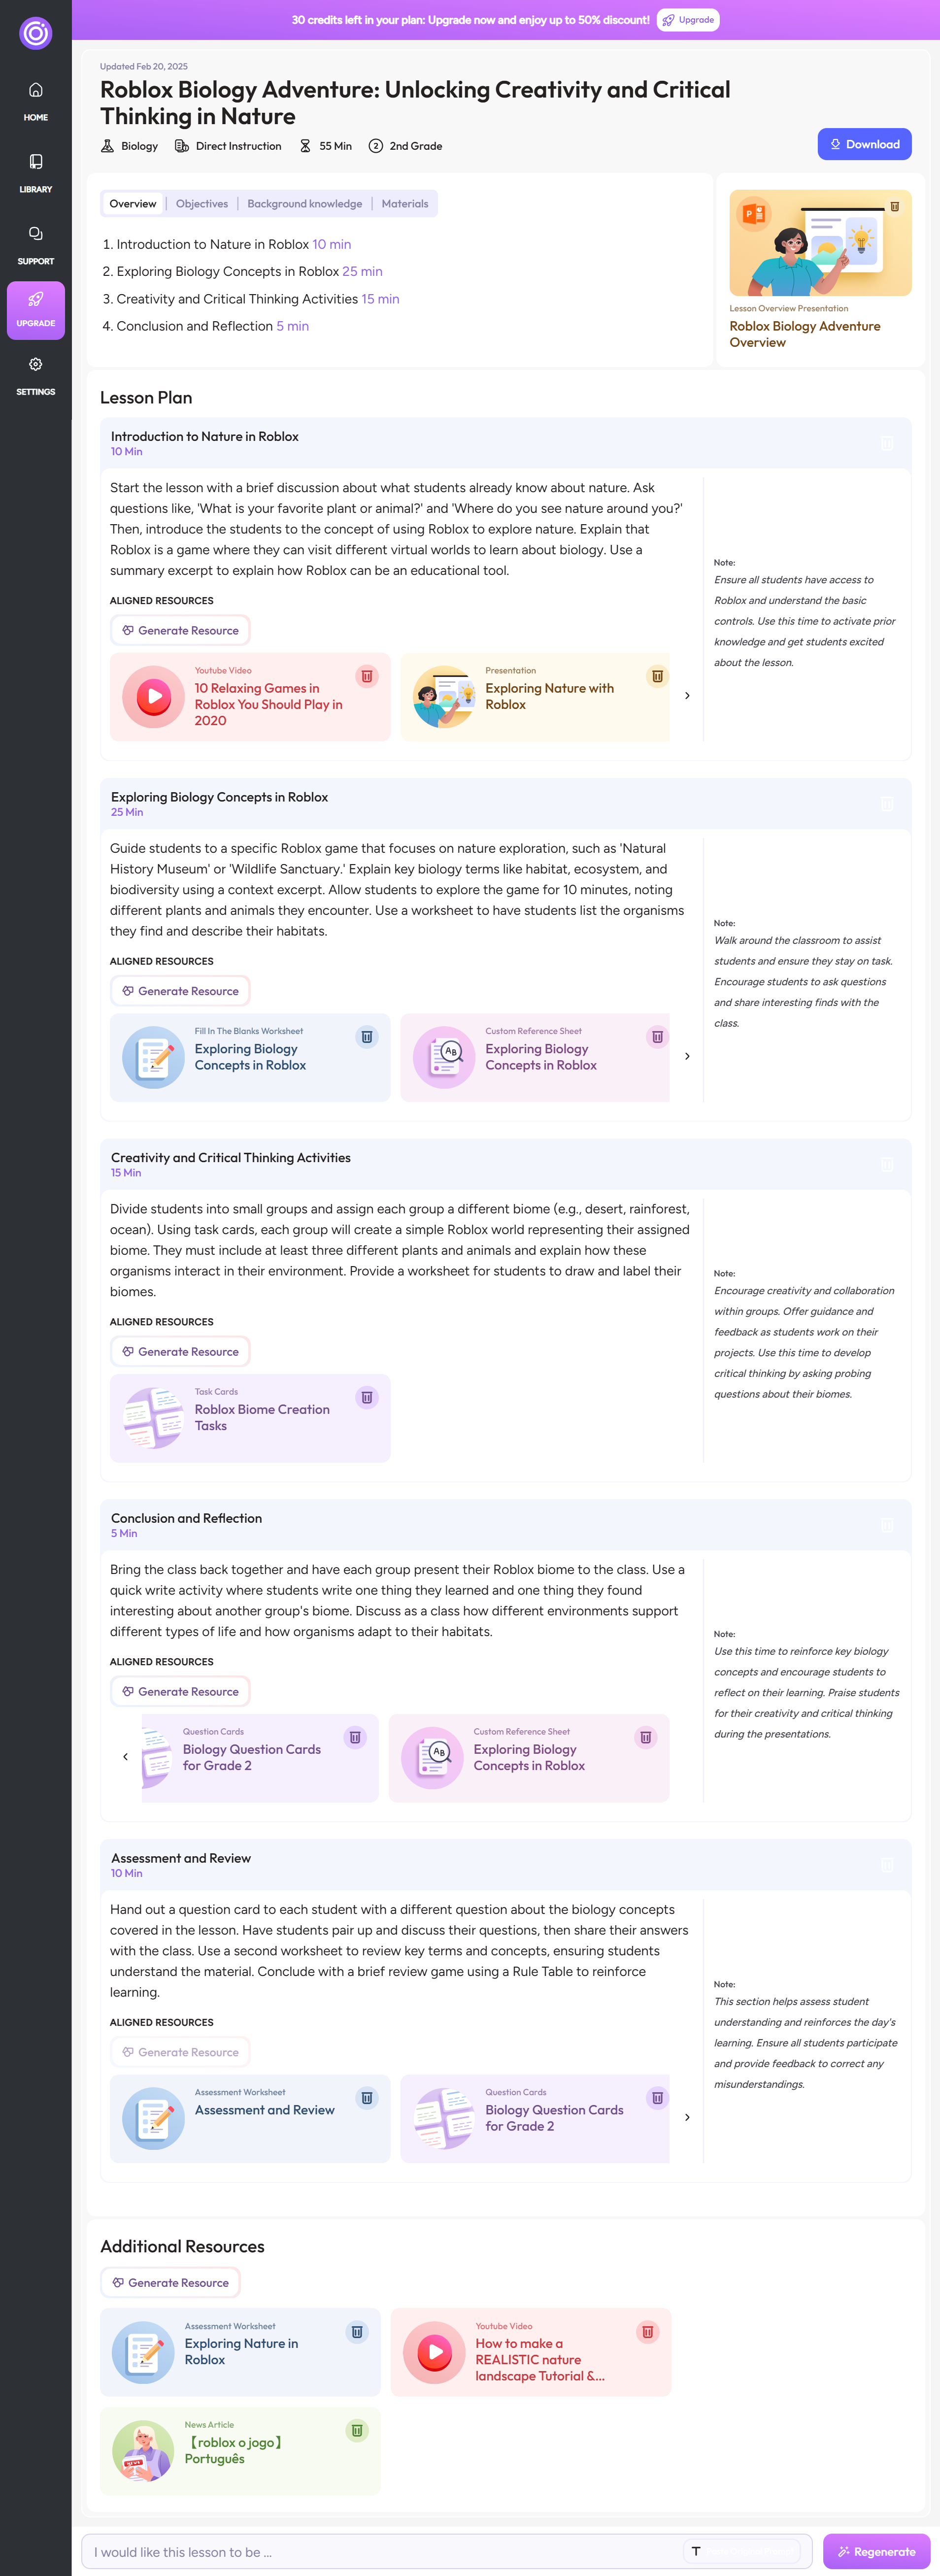 30 credits left in your plan: Upgrade now and enjoy up to 50% discount!
Upgrade
HOME
LIBRARY
SUPPORT
UPGRADE
SETTINGS
Updated Feb 20, 2025
Roblox Biology Adventure: Unlocking Creativity and Critical
Thinking in Nature
Biology
Direct Instruction
55 Min
2
2nd Grade
Download
Overview
Objectives
Background knowledge
Materials
1. Introduction to Nature in Roblox 10 min
2. Exploring Biology Concepts in Roblox 25 min
3. Creativity and Critical Thinking Activities 15 min
4. Conclusion and Reflection 5 min
P
Lesson Overview Presentation
Roblox Biology Adventure
Overview
Lesson Plan
Introduction to Nature in Roblox
10 Min
Start the lesson with a brief discussion about what students already know about nature. Ask
questions like, 'What is your favorite plant or animal?' and 'Where do you see nature around you?'
Then, introduce the students to the concept of using Roblox to explore nature. Explain that
Roblox is a game where they can visit different virtual worlds to learn about biology. Use a
summary excerpt to explain how Roblox can be an educational tool.
ALIGNED RESOURCES
Generate Resource
Youtube Video
10 Relaxing Games in
Roblox You Should Play in
2020
Presentation
Exploring Nature with
Roblox
Note:
Ensure all students have access to
Roblox and understand the basic
controls. Use this time to activate prior
knowledge and get students excited
about the lesson.
Exploring Biology Concepts in Roblox
25 Min
Guide students to a specific Roblox game that focuses on nature exploration, such as 'Natural
History Museum' or 'Wildlife Sanctuary.' Explain key biology terms like habitat, ecosystem, and
biodiversity using a context excerpt. Allow students to explore the game for 10 minutes, noting
different plants and animals they encounter. Use a worksheet to have students list the organisms
they find and describe their habitats.
ALIGNED RESOURCES
Generate Resource
Fill In The Blanks Worksheet
Exploring Biology
Concepts in Roblox
AB
Custom Reference Sheet
Exploring Biology
Concepts in Roblox
Note:
Walk around the classroom to assist
students and ensure they stay on task.
Encourage students to ask questions
and share interesting finds with the
class.
Creativity and Critical Thinking Activities
15 Min
Divide students into small groups and assign each group a different biome (e.g., desert, rainforest,
ocean). Using task cards, each group will create a simple Roblox world representing their assigned
biome. They must include at least three different plants and animals and explain how these
organisms interact in their environment. Provide a worksheet for students to draw and label their
biomes.
ALIGNED RESOURCES
Generate Resource
Task Cards
Roblox Biome Creation
Tasks
Note:
Encourage creativity and collaboration
within groups. Offer guidance and
feedback as students work on their
projects. Use this time to develop
critical thinking by asking probing
questions about their biomes.
Conclusion and Reflection
5 Min
Bring the class back together and have each group present their Roblox biome to the class. Use a
quick write activity where students write one thing they learned and one thing they found
interesting about another group's biome. Discuss as a class how different environments support
different types of life and how organisms adapt to their habitats.
ALIGNED RESOURCES
Generate Resource
Question Cards
Biology Question Cards
for Grade 2
AB
Custom Reference Sheet
Exploring Biology
Concepts in Roblox
Note:
Use this time to reinforce key biology
concepts and encourage students to
reflect on their learning. Praise students
for their creativity and critical thinking
during the presentations.
Assessment and Review
10 Min
Hand out a question card to each student with a different question about the biology concepts
covered in the lesson. Have students pair up and discuss their questions, then share their answers
with the class. Use a second worksheet to review key terms and concepts, ensuring students
understand the material. Conclude with a brief review game using a Rule Table to reinforce
learning.
ALIGNED RESOURCES
Generate Resource
Assessment Worksheet
Assessment and Review
Question Cards
Biology Question Cards
for Grade 2
Note:
This section helps assess student
understanding and reinforces the day's
learning. Ensure all students participate
and provide feedback to correct any
misunderstandings.
Additional Resources
Generate Resource
Assessment Worksheet
Exploring Nature in
Roblox
Youtube Video
How to make a
REALISTIC nature
landscape Tutorial &...
News Article
【roblox o jogo】
Português
I would like this lesson to be ...
T
Regenerate